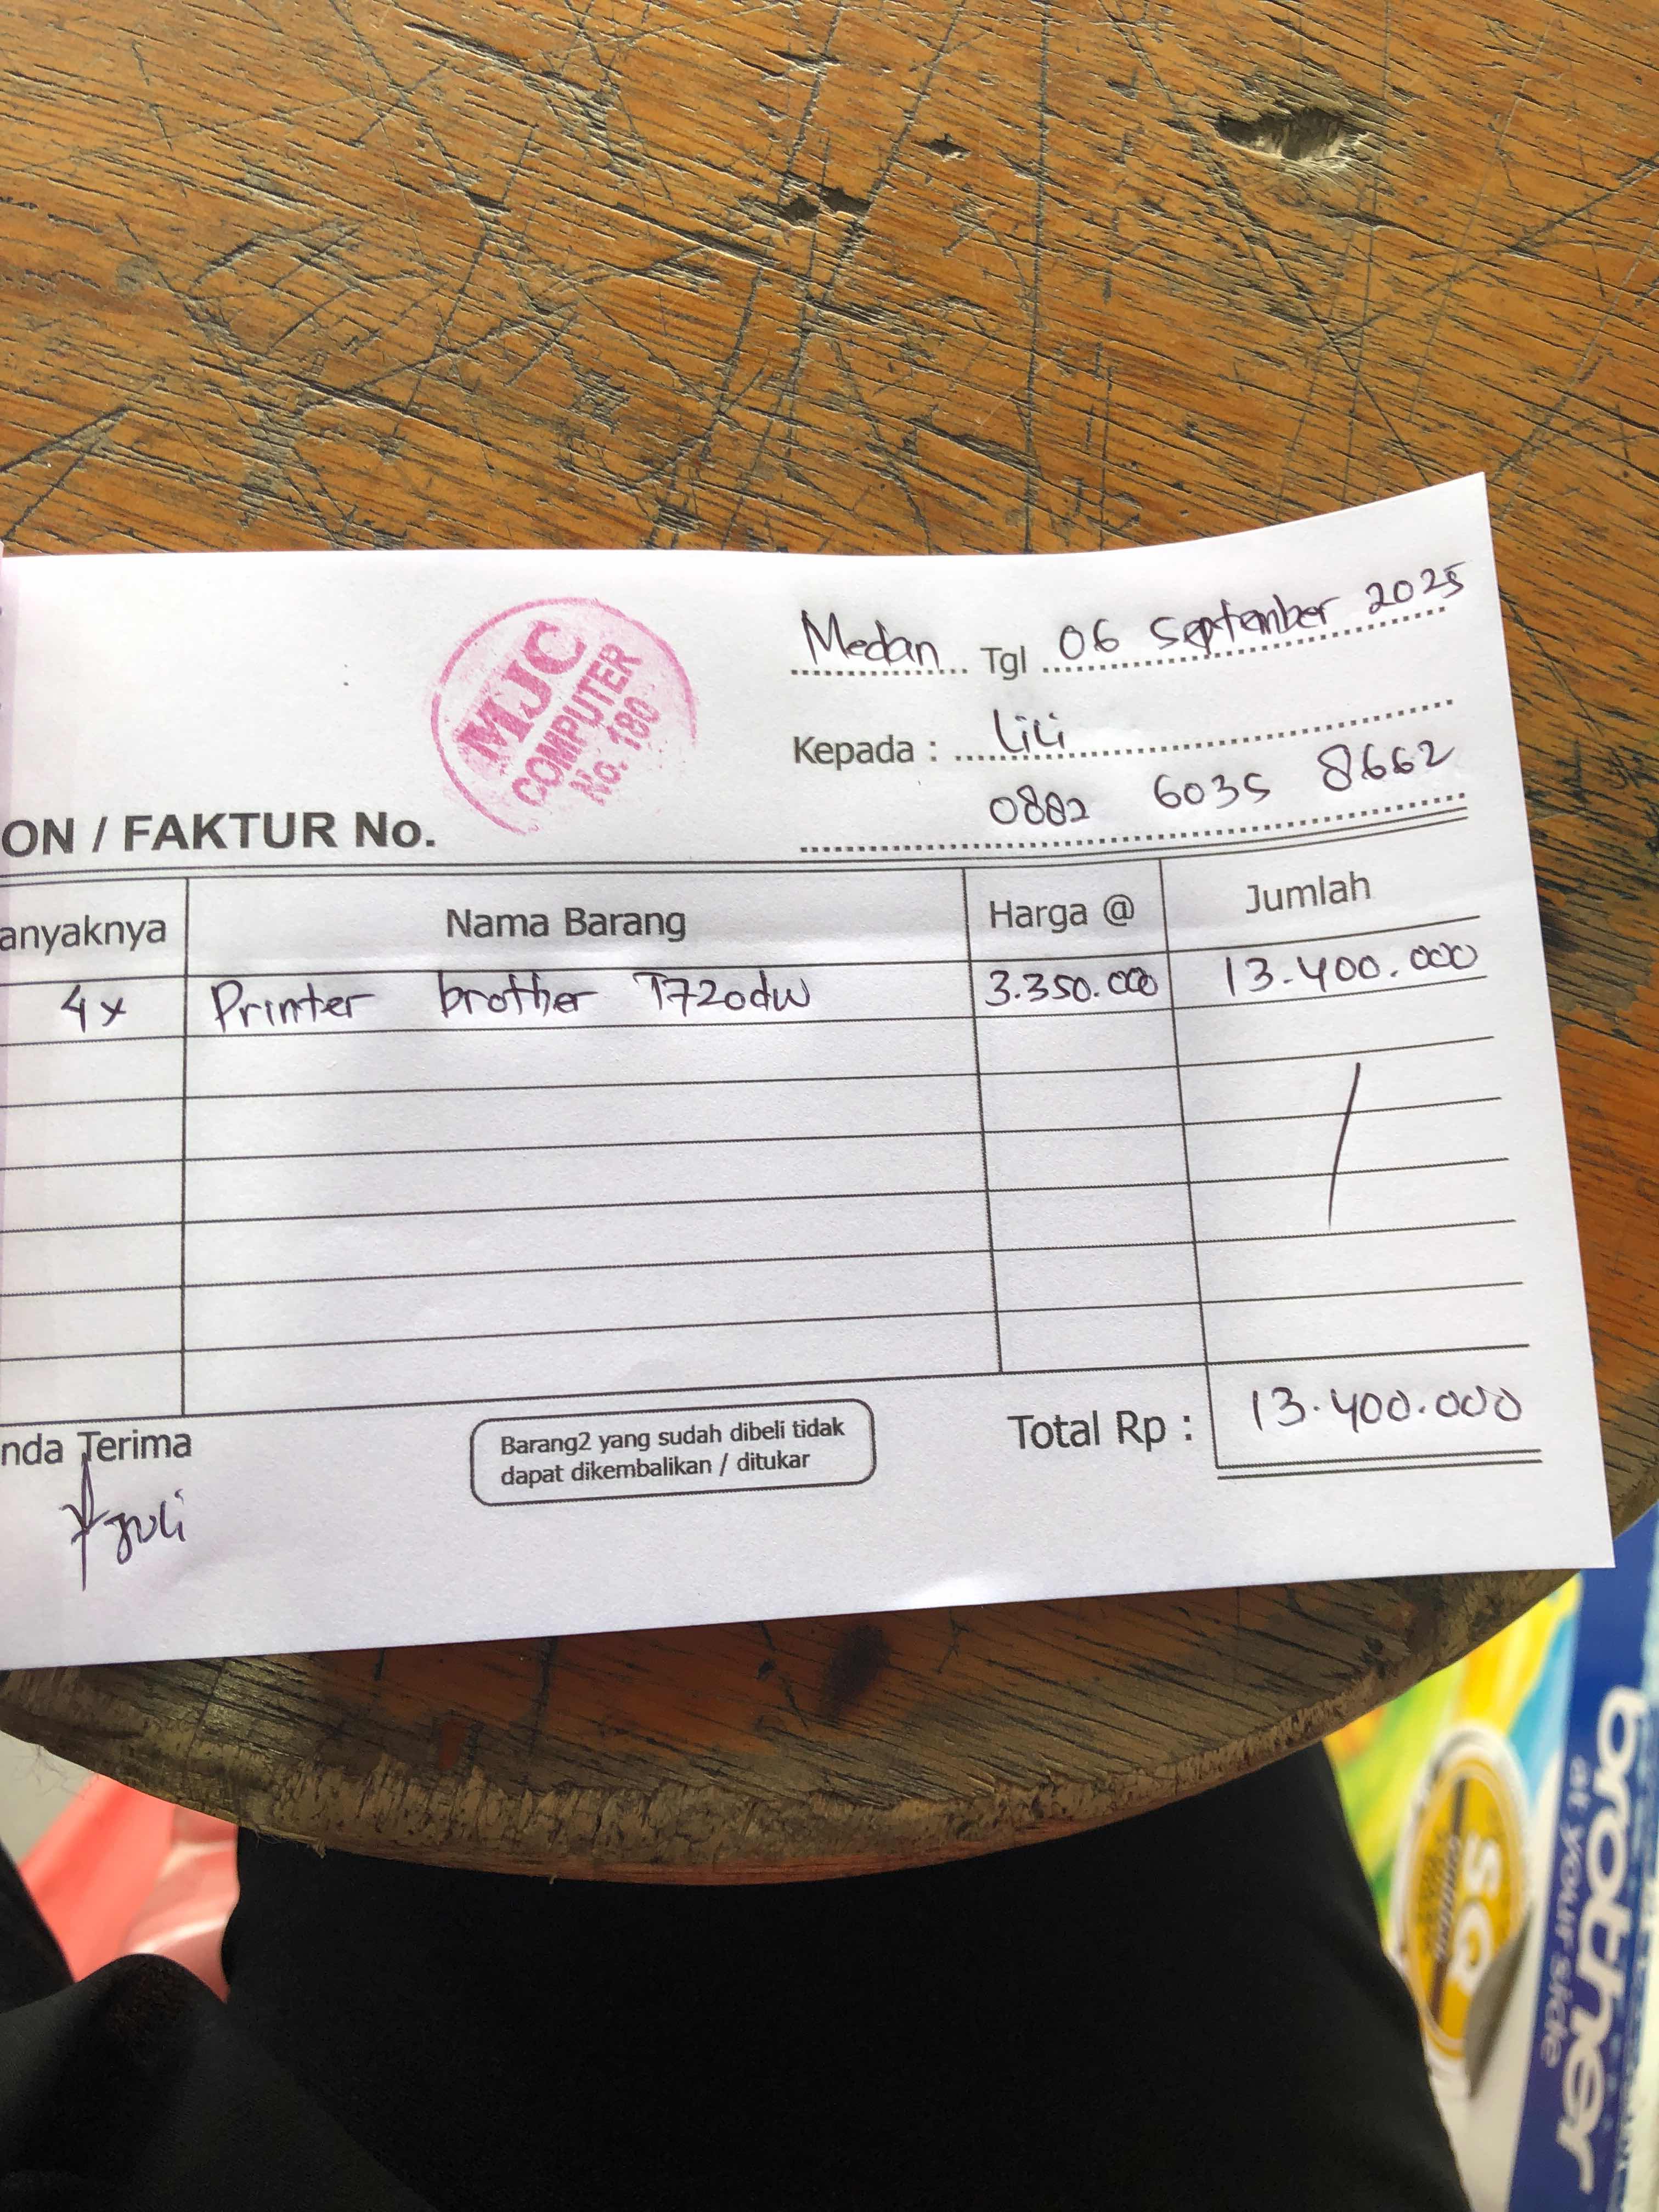 Medan Tgl 06 September 2025
MJC
COMPUTER
No. 180
Kepada : Lili
0882 6035 8662
ON / FAKTUR No.
anyaknya Nama Barang Harga @ Jumlah
4x Printer brother T720dw 3.350.000 13.400.000
nda Terima
Barang2 yang sudah dibeli tidak
dapat dikembalikan / ditukar
Total Rp : 13.400.000
brother
at your side
SQ